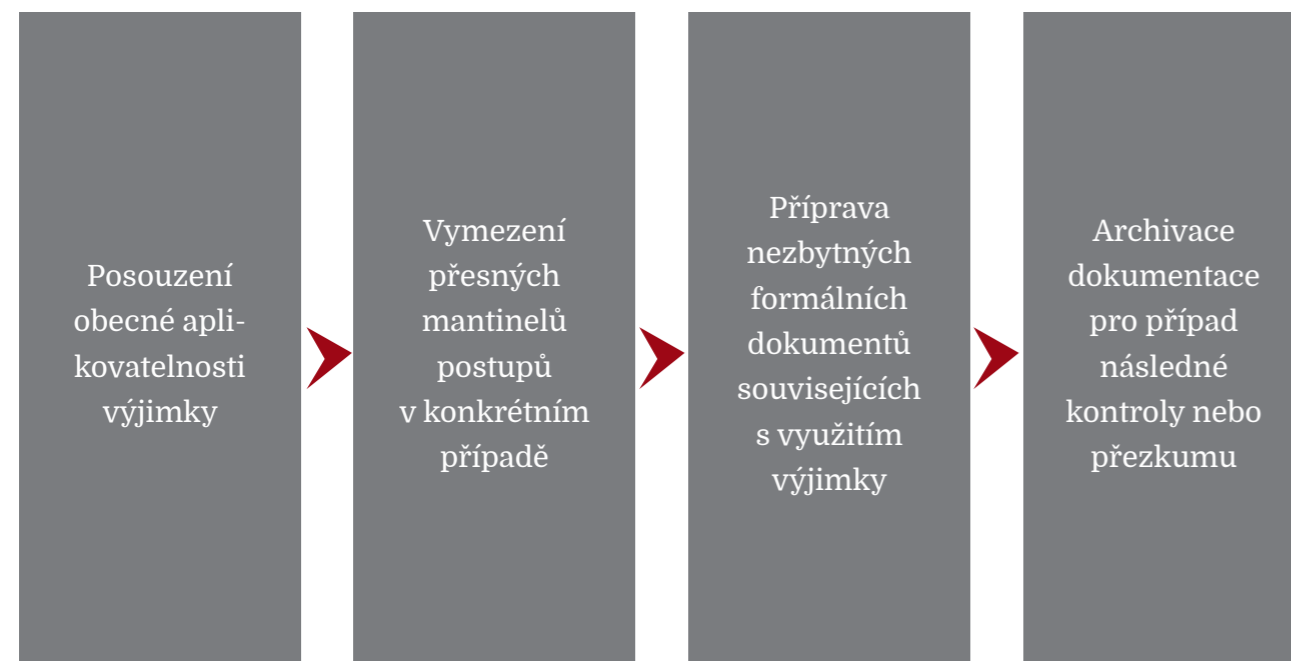 Posouzení
obecné apli-
kovatelnosti
výjimky
Vymezení
přesných
mantinelů
postupů
v konkrétním
případě
Příprava
nezbytných
formálních
dokumentů
souvisejících
s využitím
výjimky
Archivace
dokumentace
pro případ
následné
kontroly nebo
přezkumu